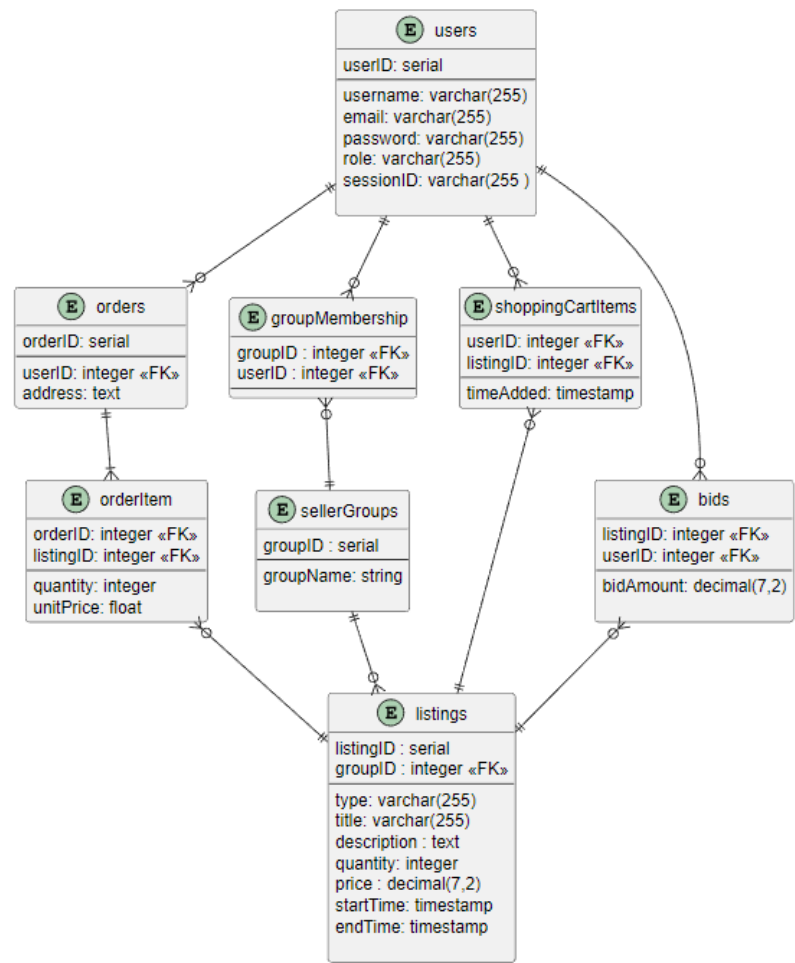 E users
userID: serial
username: varchar(255)
email: varchar(255)
password: varchar(255)
role: varchar(255)
sessionID: varchar(255 )
E orders
orderID: serial
userID: integer «FK»
address: text
E groupMembership
groupID : integer «FK»
userID : integer «FK»
E shoppingCartItems
userID: integer «FK»
listingID: integer «FK»
timeAdded: timestamp
E orderItem
orderID: integer «FK»
listingID: integer «FK»
quantity: integer
unitPrice: float
E sellerGroups
groupID : serial
groupName: string
E bids
listingID: integer «FK»
userID: integer «FK»
bidAmount: decimal(7,2)
E listings
listingID : serial
groupID : integer «FK»
type: varchar(255)
title: varchar(255)
description : text
quantity: integer
price : decimal(7,2)
startTime: timestamp
endTime: timestamp